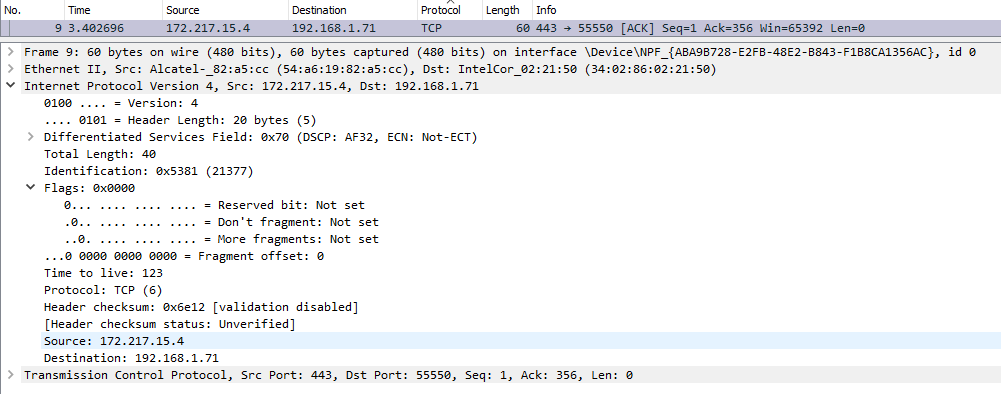 No. Time Source Destination Protocol Length Info
9 3.402696 172.217.15.4 192.168.1.71 TCP 60 443 → 55550 [ACK] Seq=1 Ack=356 Win=65392 Len=0
Frame 9: 60 bytes on wire (480 bits), 60 bytes captured (480 bits) on interface \Device\NPF_{ABA9B728-E2FB-48E2-B843-F1B8CA1356AC}, id 0
Ethernet II, Src: Alcatel-_82:a5:cc (54:a6:19:82:a5:cc), Dst: IntelCor_02:21:50 (34:02:86:02:21:50)
Internet Protocol Version 4, Src: 172.217.15.4, Dst: 192.168.1.71
0100 .... = Version: 4
.... 0101 = Header Length: 20 bytes (5)
Differentiated Services Field: 0x70 (DSCP: AF32, ECN: Not-ECT)
Total Length: 40
Identification: 0x5381 (21377)
Flags: 0x0000
0... .... .... .... = Reserved bit: Not set
.0.. .... .... .... = Don't fragment: Not set
..0. .... .... .... = More fragments: Not set
...0 0000 0000 0000 = Fragment offset: 0
Time to live: 123
Protocol: TCP (6)
Header checksum: 0x6e12 [validation disabled]
[Header checksum status: Unverified]
Source: 172.217.15.4
Destination: 192.168.1.71
Transmission Control Protocol, Src Port: 443, Dst Port: 55550, Seq: 1, Ack: 356, Len: 0